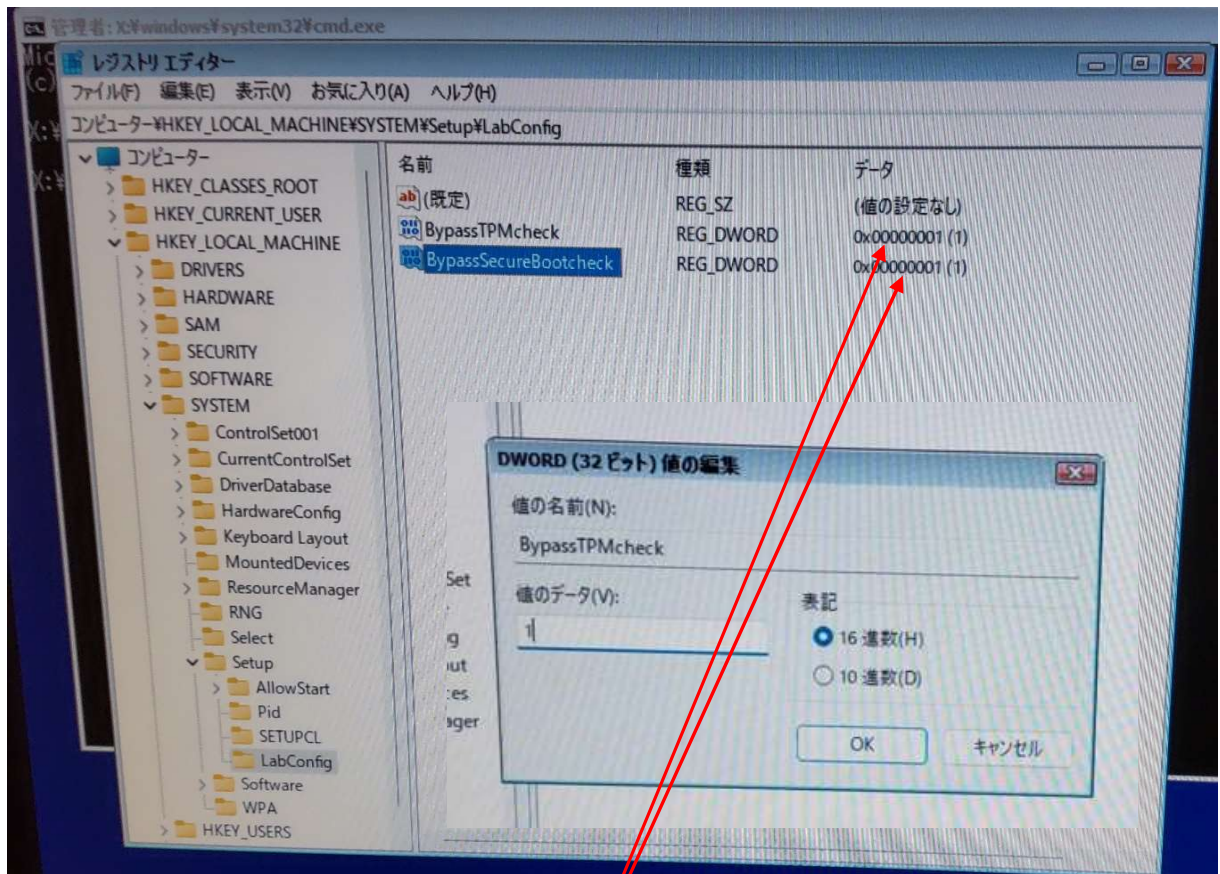 管理者: X:¥windows¥system32¥cmd.exe
Mic
(c)
X:¥
X:¥
レジストリ エディター
ファイル(F) 編集(E) 表示(V) お気に入り(A) ヘルプ(H)
コンピューター¥HKEY_LOCAL_MACHINE¥SYSTEM¥Setup¥LabConfig
コンピューター
HKEY_CLASSES_ROOT
HKEY_CURRENT_USER
HKEY_LOCAL_MACHINE
DRIVERS
HARDWARE
SAM
SECURITY
SOFTWARE
SYSTEM
ControlSet001
CurrentControlSet
DriverDatabase
HardwareConfig
Keyboard Layout
MountedDevices
ResourceManager
RNG
Select
Setup
AllowStart
Pid
SETUPCL
LabConfig
Software
WPA
HKEY_USERS
名前 種類 データ
(既定) REG_SZ (値の設定なし)
BypassTPMcheck REG_DWORD 0x00000001 (1)
BypassSecureBootcheck REG_DWORD 0x00000001 (1)
Set
g
out
es
ager
DWORD (32 ビット) 値の編集
値の名前(N):
BypassTPMcheck
値のデータ(V):
1
表記
16 進数(H)
10 進数(D)
OK キャンセル